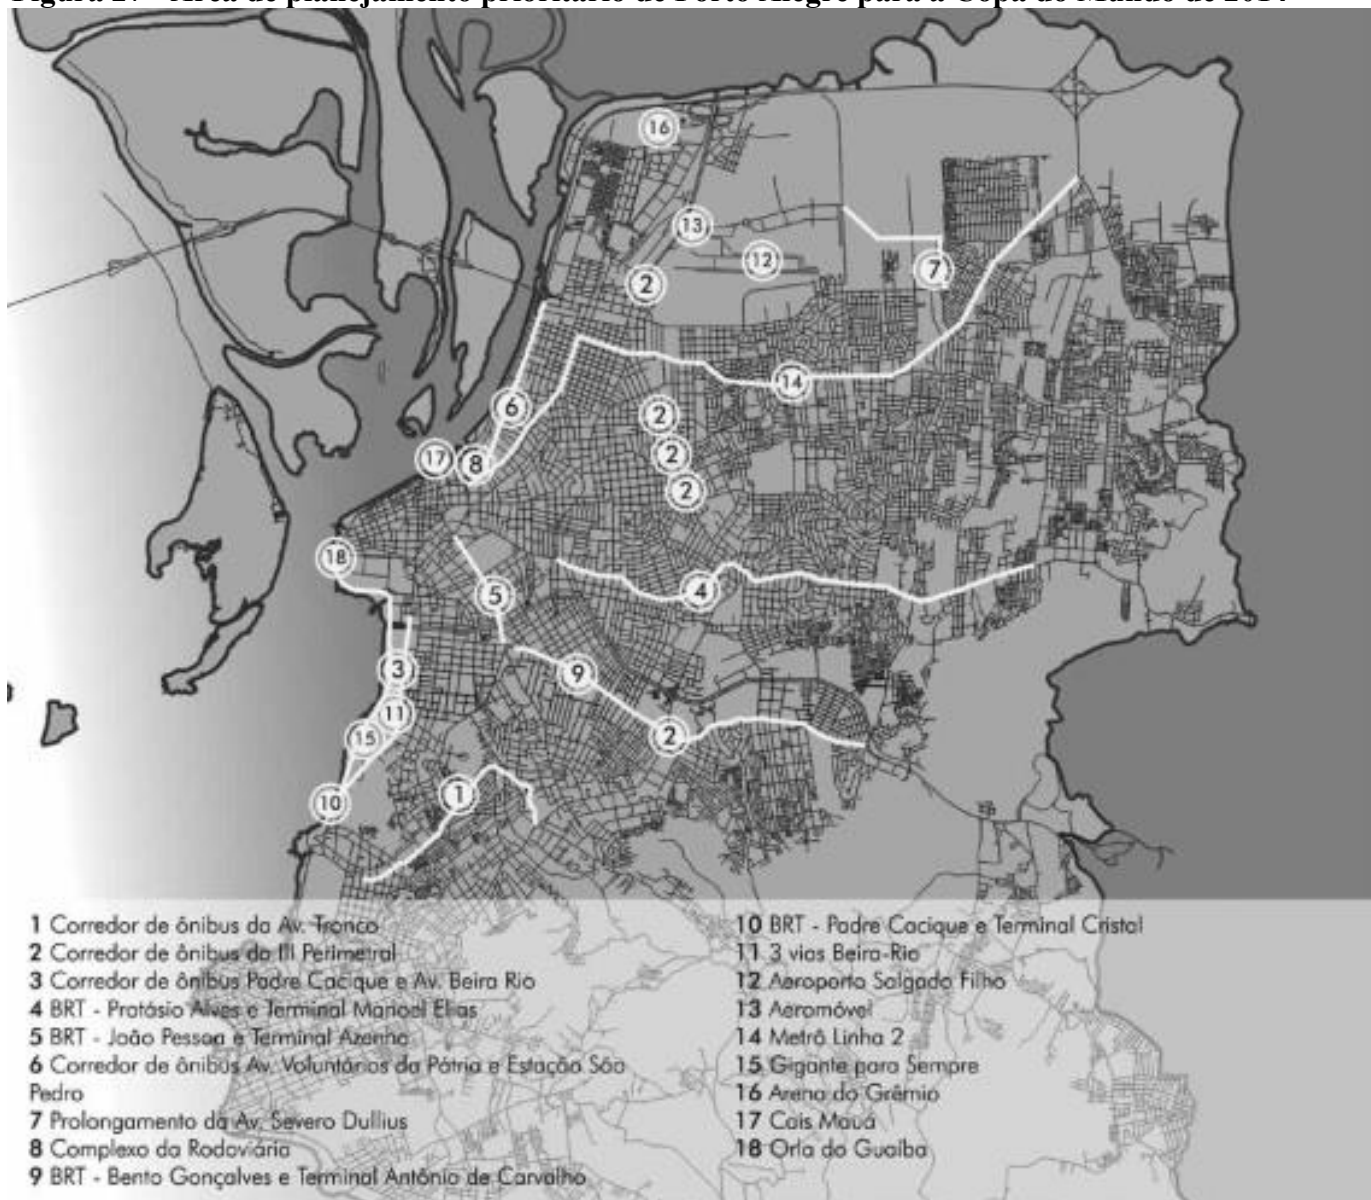 Figura 27 - Área de planejamento prioritário de Porto Alegre para a Copa do Mundo de 2014
16
13
12
2
7
14
6
2
17
8
2
2
18
5
4
3
9
11
2
15
10
1
1 Corredor de ônibus da Av. Tronco
2 Corredor de ônibus da III Perimetral
3 Corredor de ônibus Padre Cacique e Av. Beira Rio
4 BRT - Protásio Alves e Terminal Manoel Elias
5 BRT - João Pessoa e Terminal Azenha
6 Corredor de ônibus Av. Voluntários da Pátria e Estação São
Pedro
7 Prolongamento da Av. Severo Dullius
8 Complexo da Rodoviária
9 BRT - Bento Gonçalves e Terminal Antônio de Carvalho
10 BRT - Padre Cacique e Terminal Cristal
11 3 vias Beira-Rio
12 Aeroporto Salgado Filho
13 Aeromóvel
14 Metrô Linha 2
15 Gigante para Sempre
16 Arena do Grêmio
17 Cais Mauá
18 Orla do Guaíba